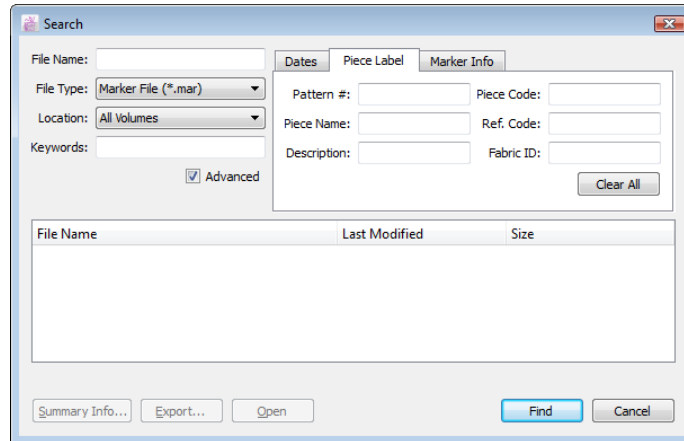 Search
File Name:
File Type: Marker File (*.mar)
Location: All Volumes
Keywords:
Advanced
Dates Piece Label Marker Info
Pattern #: Piece Code:
Piece Name: Ref. Code:
Description: Fabric ID:
Clear All
File Name Last Modified Size
Summary Info... Export... Open Find Cancel